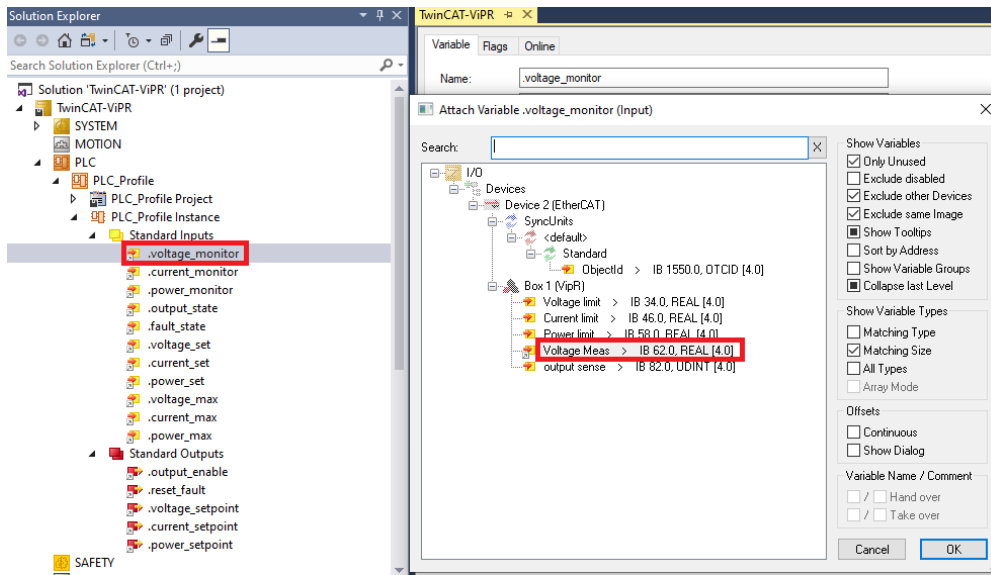 Solution Explorer
Search Solution Explorer (Ctrl+;)
Solution 'TwinCAT-ViPR' (1 project)
TwinCAT-ViPR
SYSTEM
MOTION
PLC
PLC_Profile
PLC_Profile Project
PLC_Profile Instance
Standard Inputs
.voltage_monitor
.current_monitor
.power_monitor
.output_state
.fault_state
.voltage_set
.current_set
.power_set
.voltage_max
.current_max
.power_max
Standard Outputs
.output_enable
.reset_fault
.voltage_setpoint
.current_setpoint
.power_setpoint
SAFETY
TwinCAT-ViPR
Variable Flags Online
Name: .voltage_monitor
Attach Variable .voltage_monitor (Input)
Search:
I/O
Devices
Device 2 (EtherCAT)
SyncUnits
<default>
Standard
ObjectId > IB 1550.0, OTCID [4.0]
Box 1 (VipR)
Voltage limit > IB 34.0, REAL [4.0]
Current limit > IB 46.0, REAL [4.0]
Power limit > IB 58.0, REAL [4.0]
Voltage Meas > IB 62.0, REAL [4.0]
output sense > IB 82.0, UDINT [4.0]
Show Variables
Only Unused
Exclude disabled
Exclude other Devices
Exclude same Image
Show Tooltips
Sort by Address
Show Variable Groups
Collapse last Level
Show Variable Types
Matching Type
Matching Size
All Types
Array Mode
Offsets
Continuous
Show Dialog
Variable Name / Comment
/ Hand over
/ Take over
Cancel OK